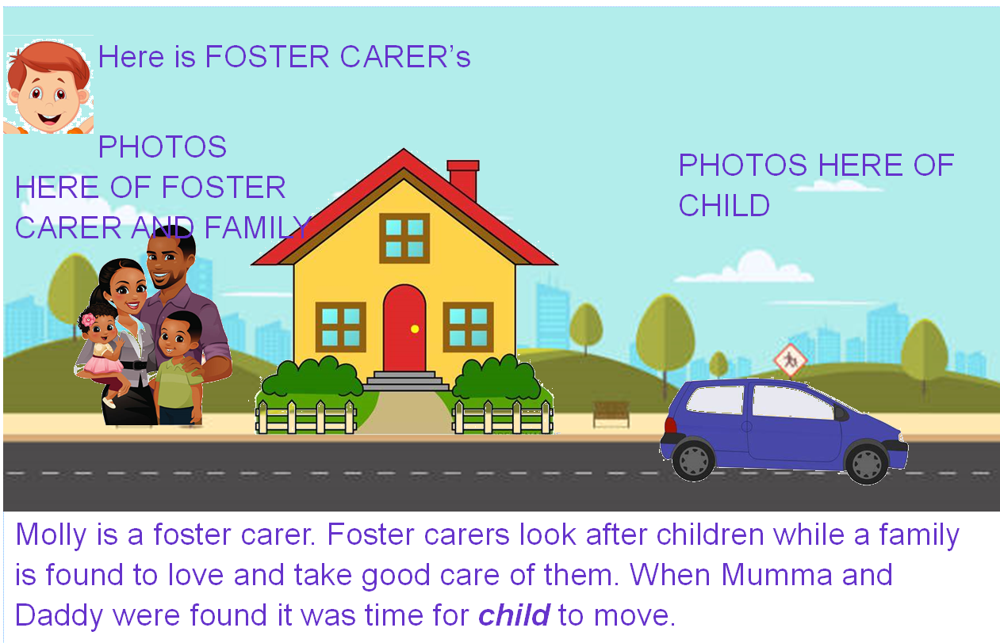 Here is FOSTER CARER’s
PHOTOS
HERE OF FOSTER
CARER AND FAMILY
PHOTOS HERE OF
CHILD
Molly is a foster carer. Foster carers look after children while a family
is found to love and take good care of them. When Mumma and
Daddy were found it was time for child to move.